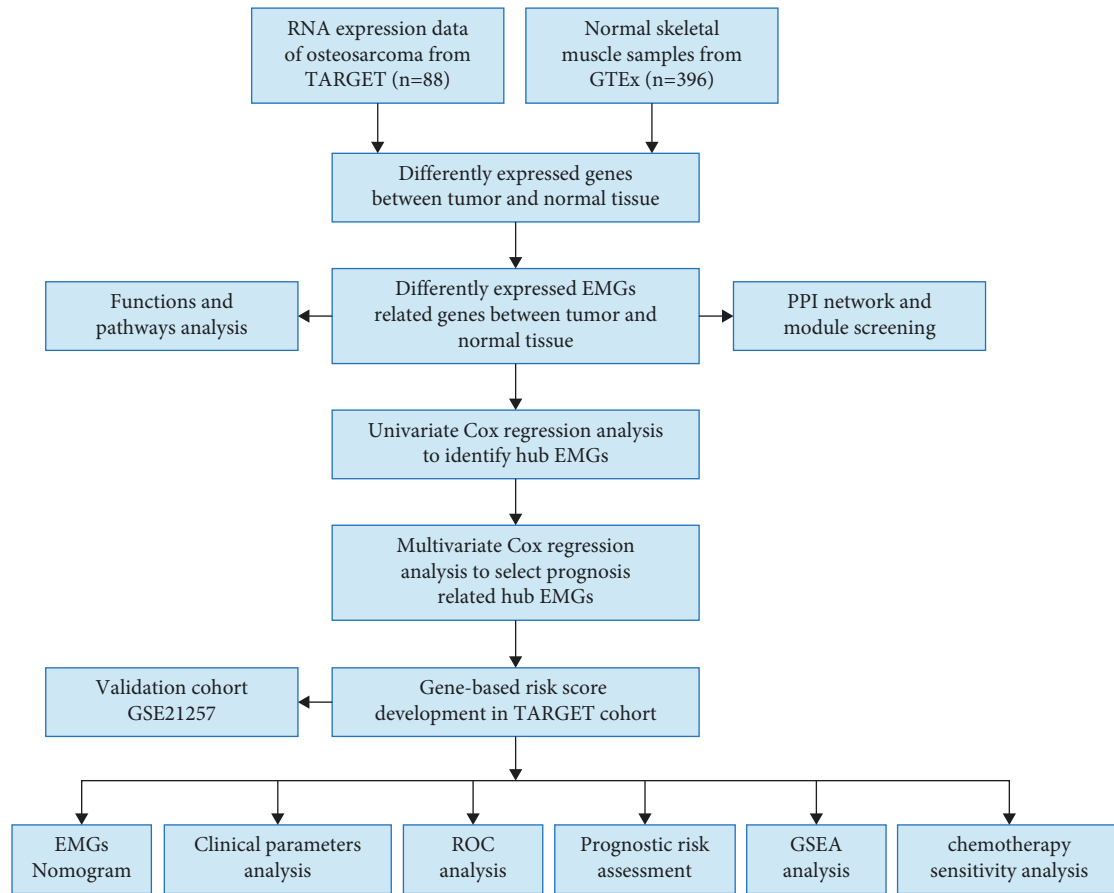 RNA expression data
of osteosarcoma from
TARGET (n=88)
Normal skeletal
muscle samples from
GTEx (n=396)
Differently expressed genes
between tumor and normal tissue
Functions and
pathways analysis
Differently expressed EMGs
related genes between tumor and
normal tissue
PPI network and
module screening
Univariate Cox regression analysis
to identify hub EMGs
Multivariate Cox regression
analysis to select prognosis
related hub EMGs
Validation cohort
GSE21257
Gene-based risk score
development in TARGET cohort
EMGs
Nomogram
Clinical parameters
analysis
ROC
analysis
Prognostic risk
assessment
GSEA
analysis
chemotherapy
sensitivity analysis